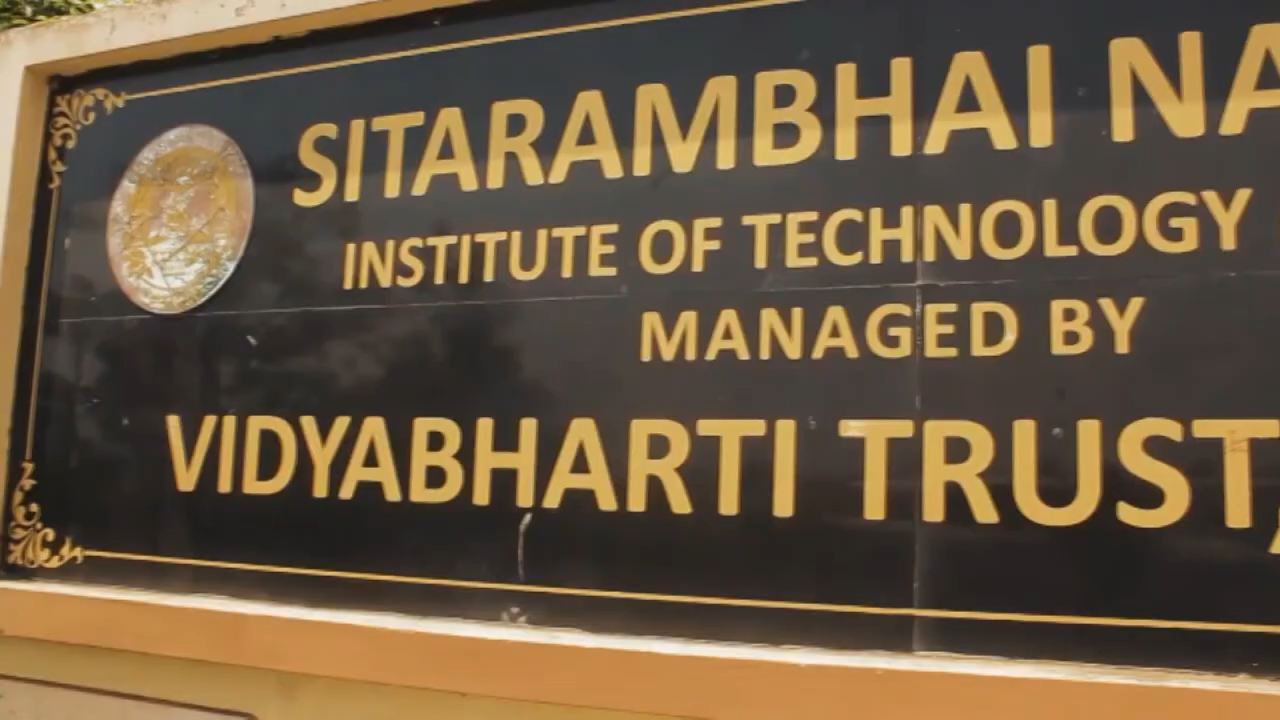 SITARAMBHAI NA
INSTITUTE OF TECHNOLOGY
MANAGED BY
VIDYABHARTI TRUST,